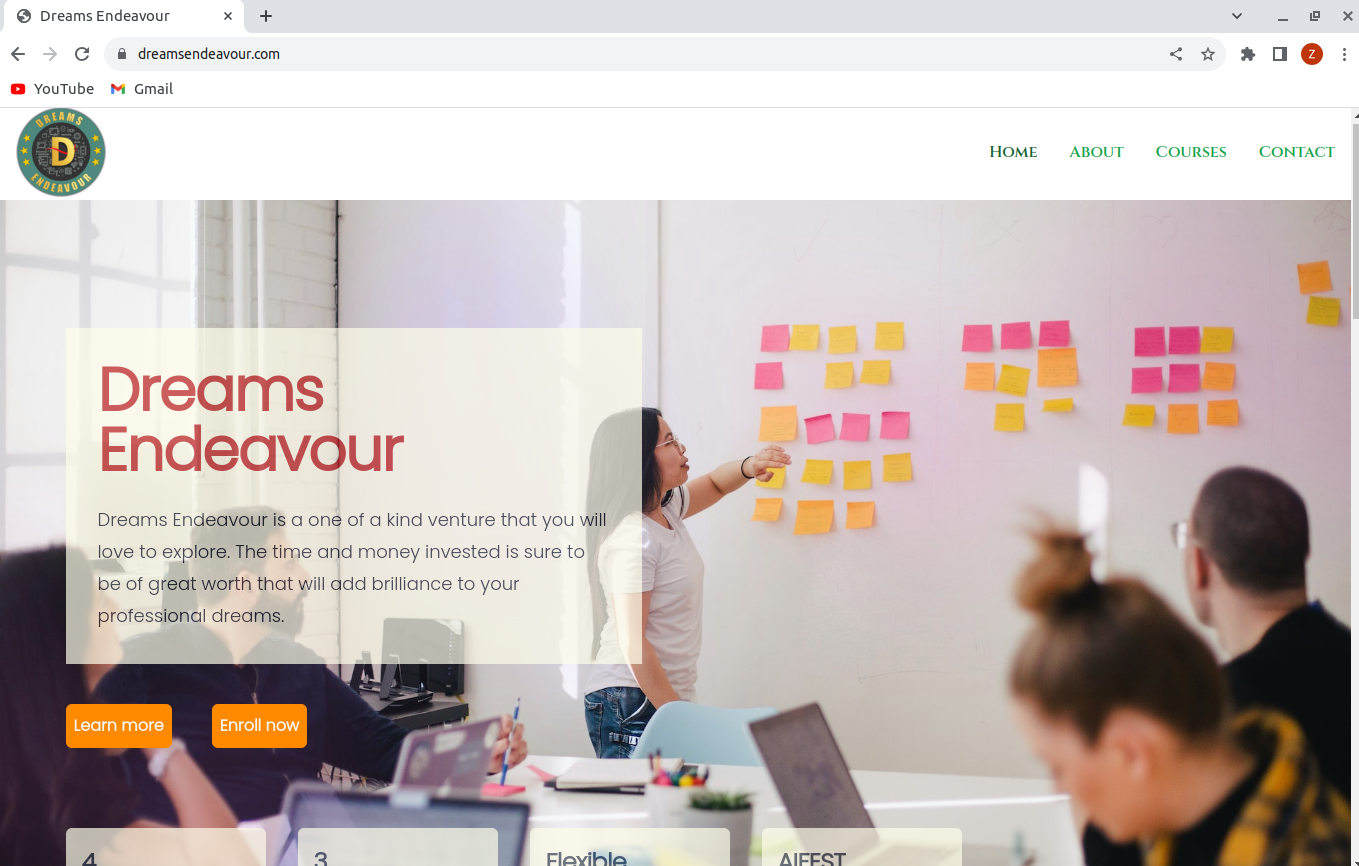 Dreams Endeavour
dreamsendeavour.com
Z
YouTube
Gmail
DREAMS
D
ENDEAVOUR
Home
About
Courses
Contact
Dreams
Endeavour
Dreams Endeavour is a one of a kind venture that you will
love to explore. The time and money invested is sure to
be of great worth that will add brilliance to your
professional dreams.
Learn more
Enroll now
4
3
Flexible